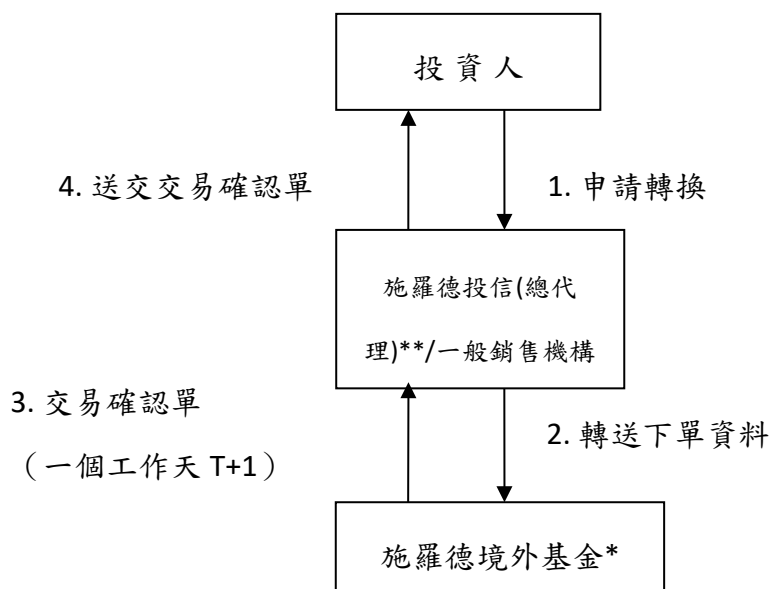 投 資 人
4. 送交交易確認單
1. 申請轉換
施羅德投信(總代
理)**/一般銷售機構
3. 交易確認單
（一個工作天 T+1）
2. 轉送下單資料
施羅德境外基金*